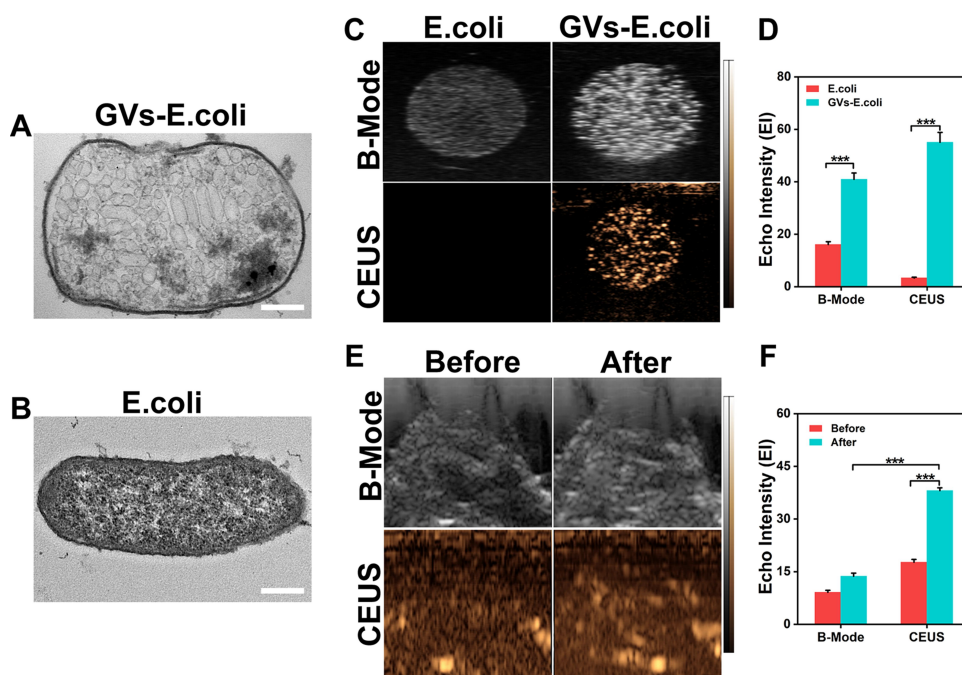 A
GVs-E.coli
B
E.coli
C
E.coli
GVs-E.coli
B-Mode
CEUS
D
Echo Intensity (EI)
80
60
40
20
0
E.coli
GVs-E.coli
***
***
B-Mode
CEUS
E
Before
After
B-Mode
CEUS
F
Echo Intensity (EI)
60
45
30
15
0
Before
After
***
***
B-Mode
CEUS